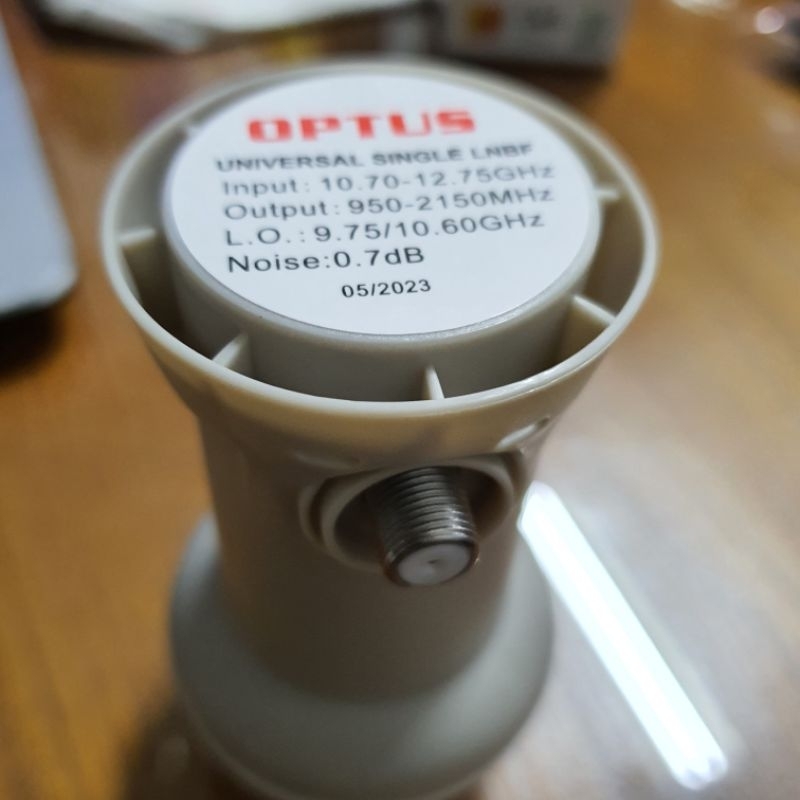 OPTUS
UNIVERSAL SINGLE LNBF
Input: 10.70-12.75GHz
Output: 950-2150MHz
L.O.: 9.75/10.60GHz
Noise:0.7dB
05/2023